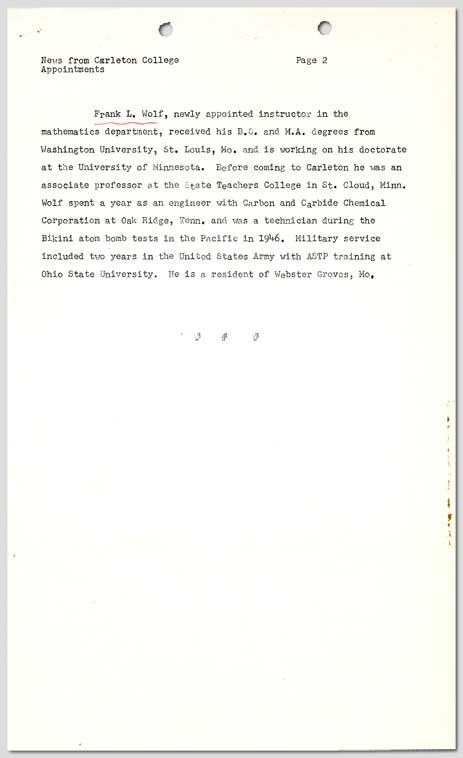 News from Carleton College
Page 2
Appointments
Frank L. Wolf, newly appointed instructor in the
mathematics department, received his B.S. and M.A. degrees from
Washington University, St. Louis, Mo. and is working on his doctorate
at the University of Minnesota. Before coming to Carleton he was an
associate professor at the State Teachers College in St. Cloud, Minn.
Wolf spent a year as an engineer with Carbon and Carbide Chemical
Corporation at Oak Ridge, Tenn. and was a technician during the
Bikini atom bomb tests in the Pacific in 1946. Military service
included two years in the United States Army with ASTP training at
Ohio State University. He is a resident of Webster Groves, Mo.
# # #